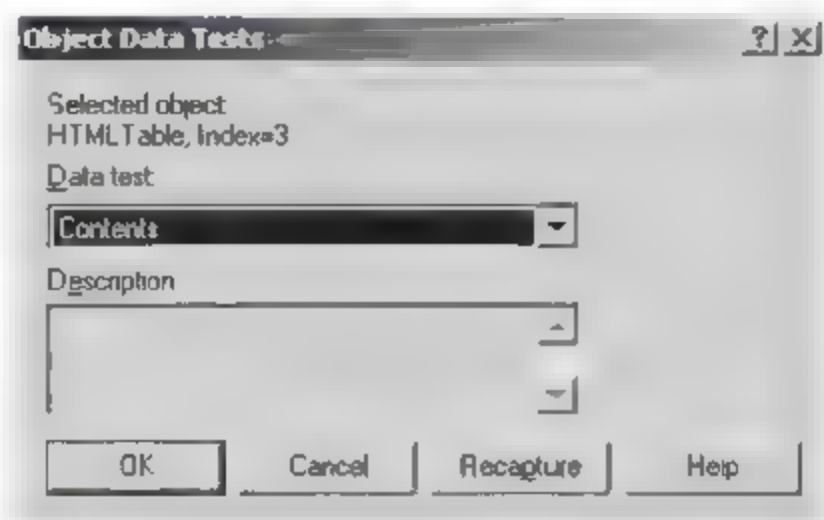 Object Data Tests
Selected object
HTMLTable, Index=3
Data test
Contents
Description
OK Cancel Recapture Help